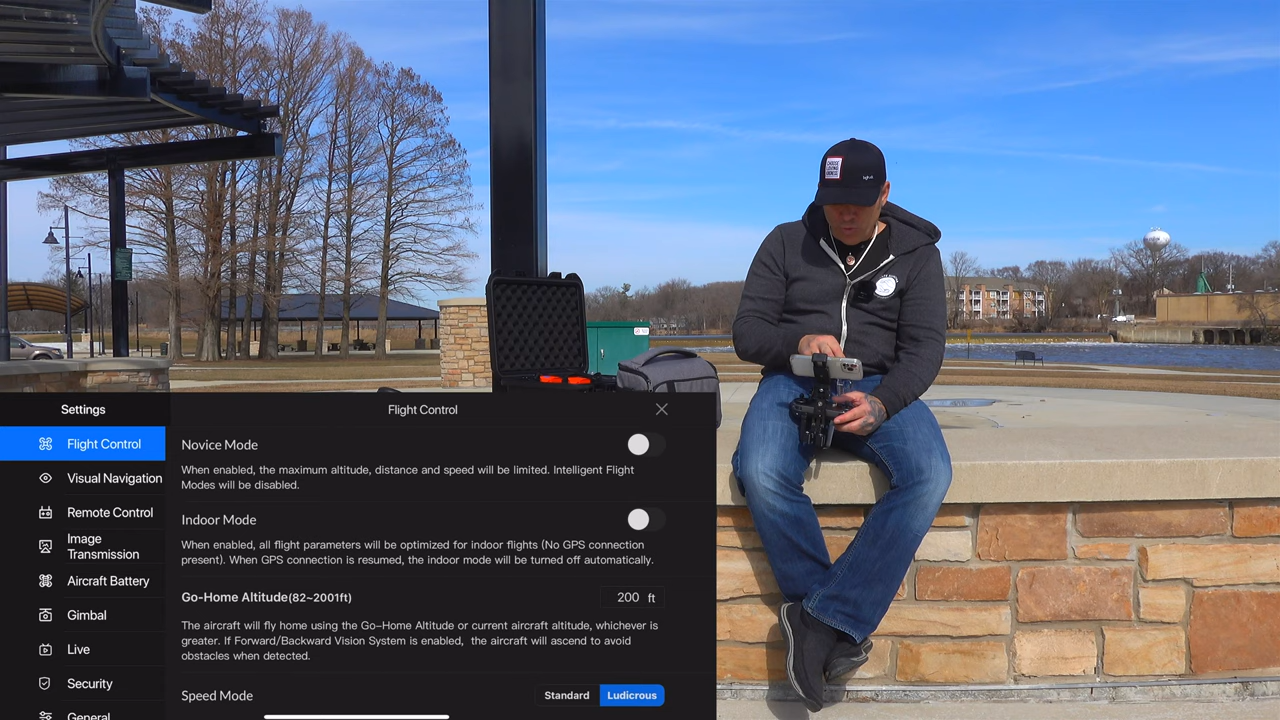 CHOOSE
LOVING
KINDNESS
Settings
Flight Control
Flight Control
Novice Mode
When enabled, the maximum altitude, distance and speed will be limited. Intelligent Flight
Modes will be disabled.
Visual Navigation
Remote Control
Indoor Mode
When enabled, all flight parameters will be optimized for indoor flights (No GPS connection
present). When GPS connection is resumed, the indoor mode will be turned off automatically.
Image
Transmission
Aircraft Battery
Go-Home Altitude(82~2001ft)
200 ft
Gimbal
The aircraft will fly home using the Go-Home Altitude or current aircraft altitude, whichever is
greater. If Forward/Backward Vision System is enabled, the aircraft will ascend to avoid
obstacles when detected.
Live
Security
Speed Mode
Standard
Ludicrous
General